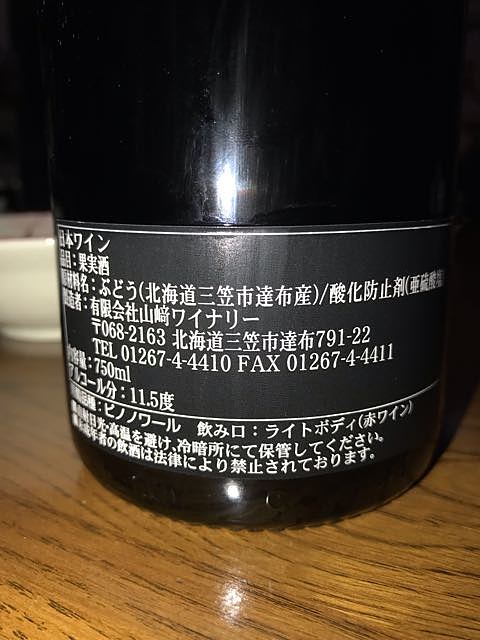 日本ワイン
品目：果実酒
原材料名：ぶどう(北海道三笠市達布産)/酸化防止剤(亜硫酸塩)
製造者：有限会社山﨑ワイナリー
〒068-2163 北海道三笠市達布791-22
TEL 01267-4-4410 FAX 01267-4-4411
内容量：750ml
アルコール分：11.5度
品種：ピノノワール 飲み口：ライトボディ(赤ワイン)
日光・高温を避け、冷暗所にて保管してください。
年者の飲酒は法律により禁止されております。